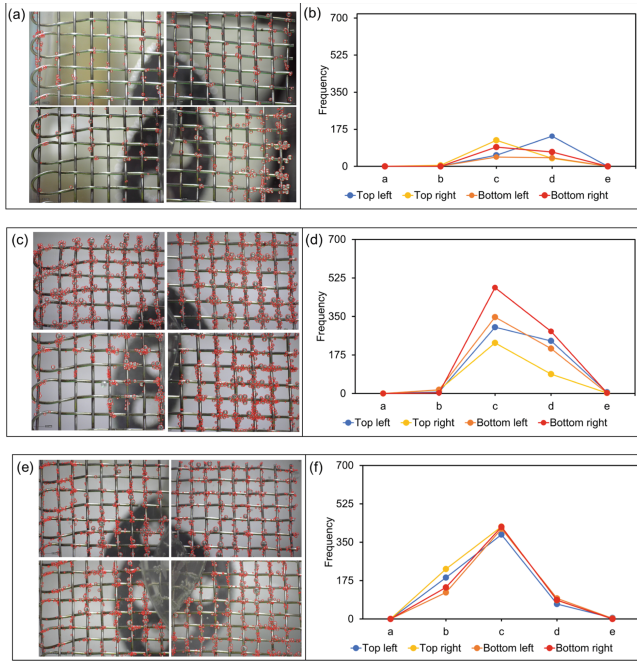 (a)
(b)
700
525
350
175
0
Frequency
a b c d e
Top left Top right Bottom left Bottom right
(c)
(d)
700
525
350
175
0
Frequency
a b c d e
Top left Top right Bottom left Bottom right
(e)
(f)
700
525
350
175
0
Frequency
a b c d e
Top left Top right Bottom left Bottom right